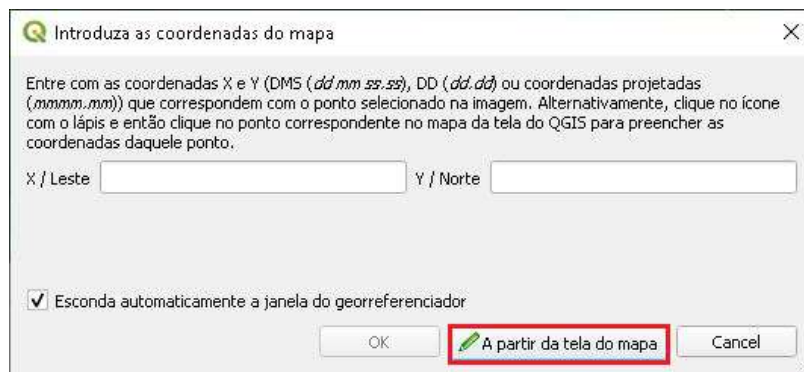 Introduza as coordenadas do mapa
Entre com as coordenadas X e Y (DMS (dd mm ss.ss), DD (dd.dd) ou coordenadas projetadas
(mmmm.mm)) que correspondem com o ponto selecionado na imagem. Alternativamente, clique no ícone
com o lápis e então clique no ponto correspondente no mapa da tela do QGIS para preencher as
coordenadas daquele ponto.
X / Leste Y / Norte
Esconda automaticamente a janela do georreferenciador
OK A partir da tela do mapa Cancel